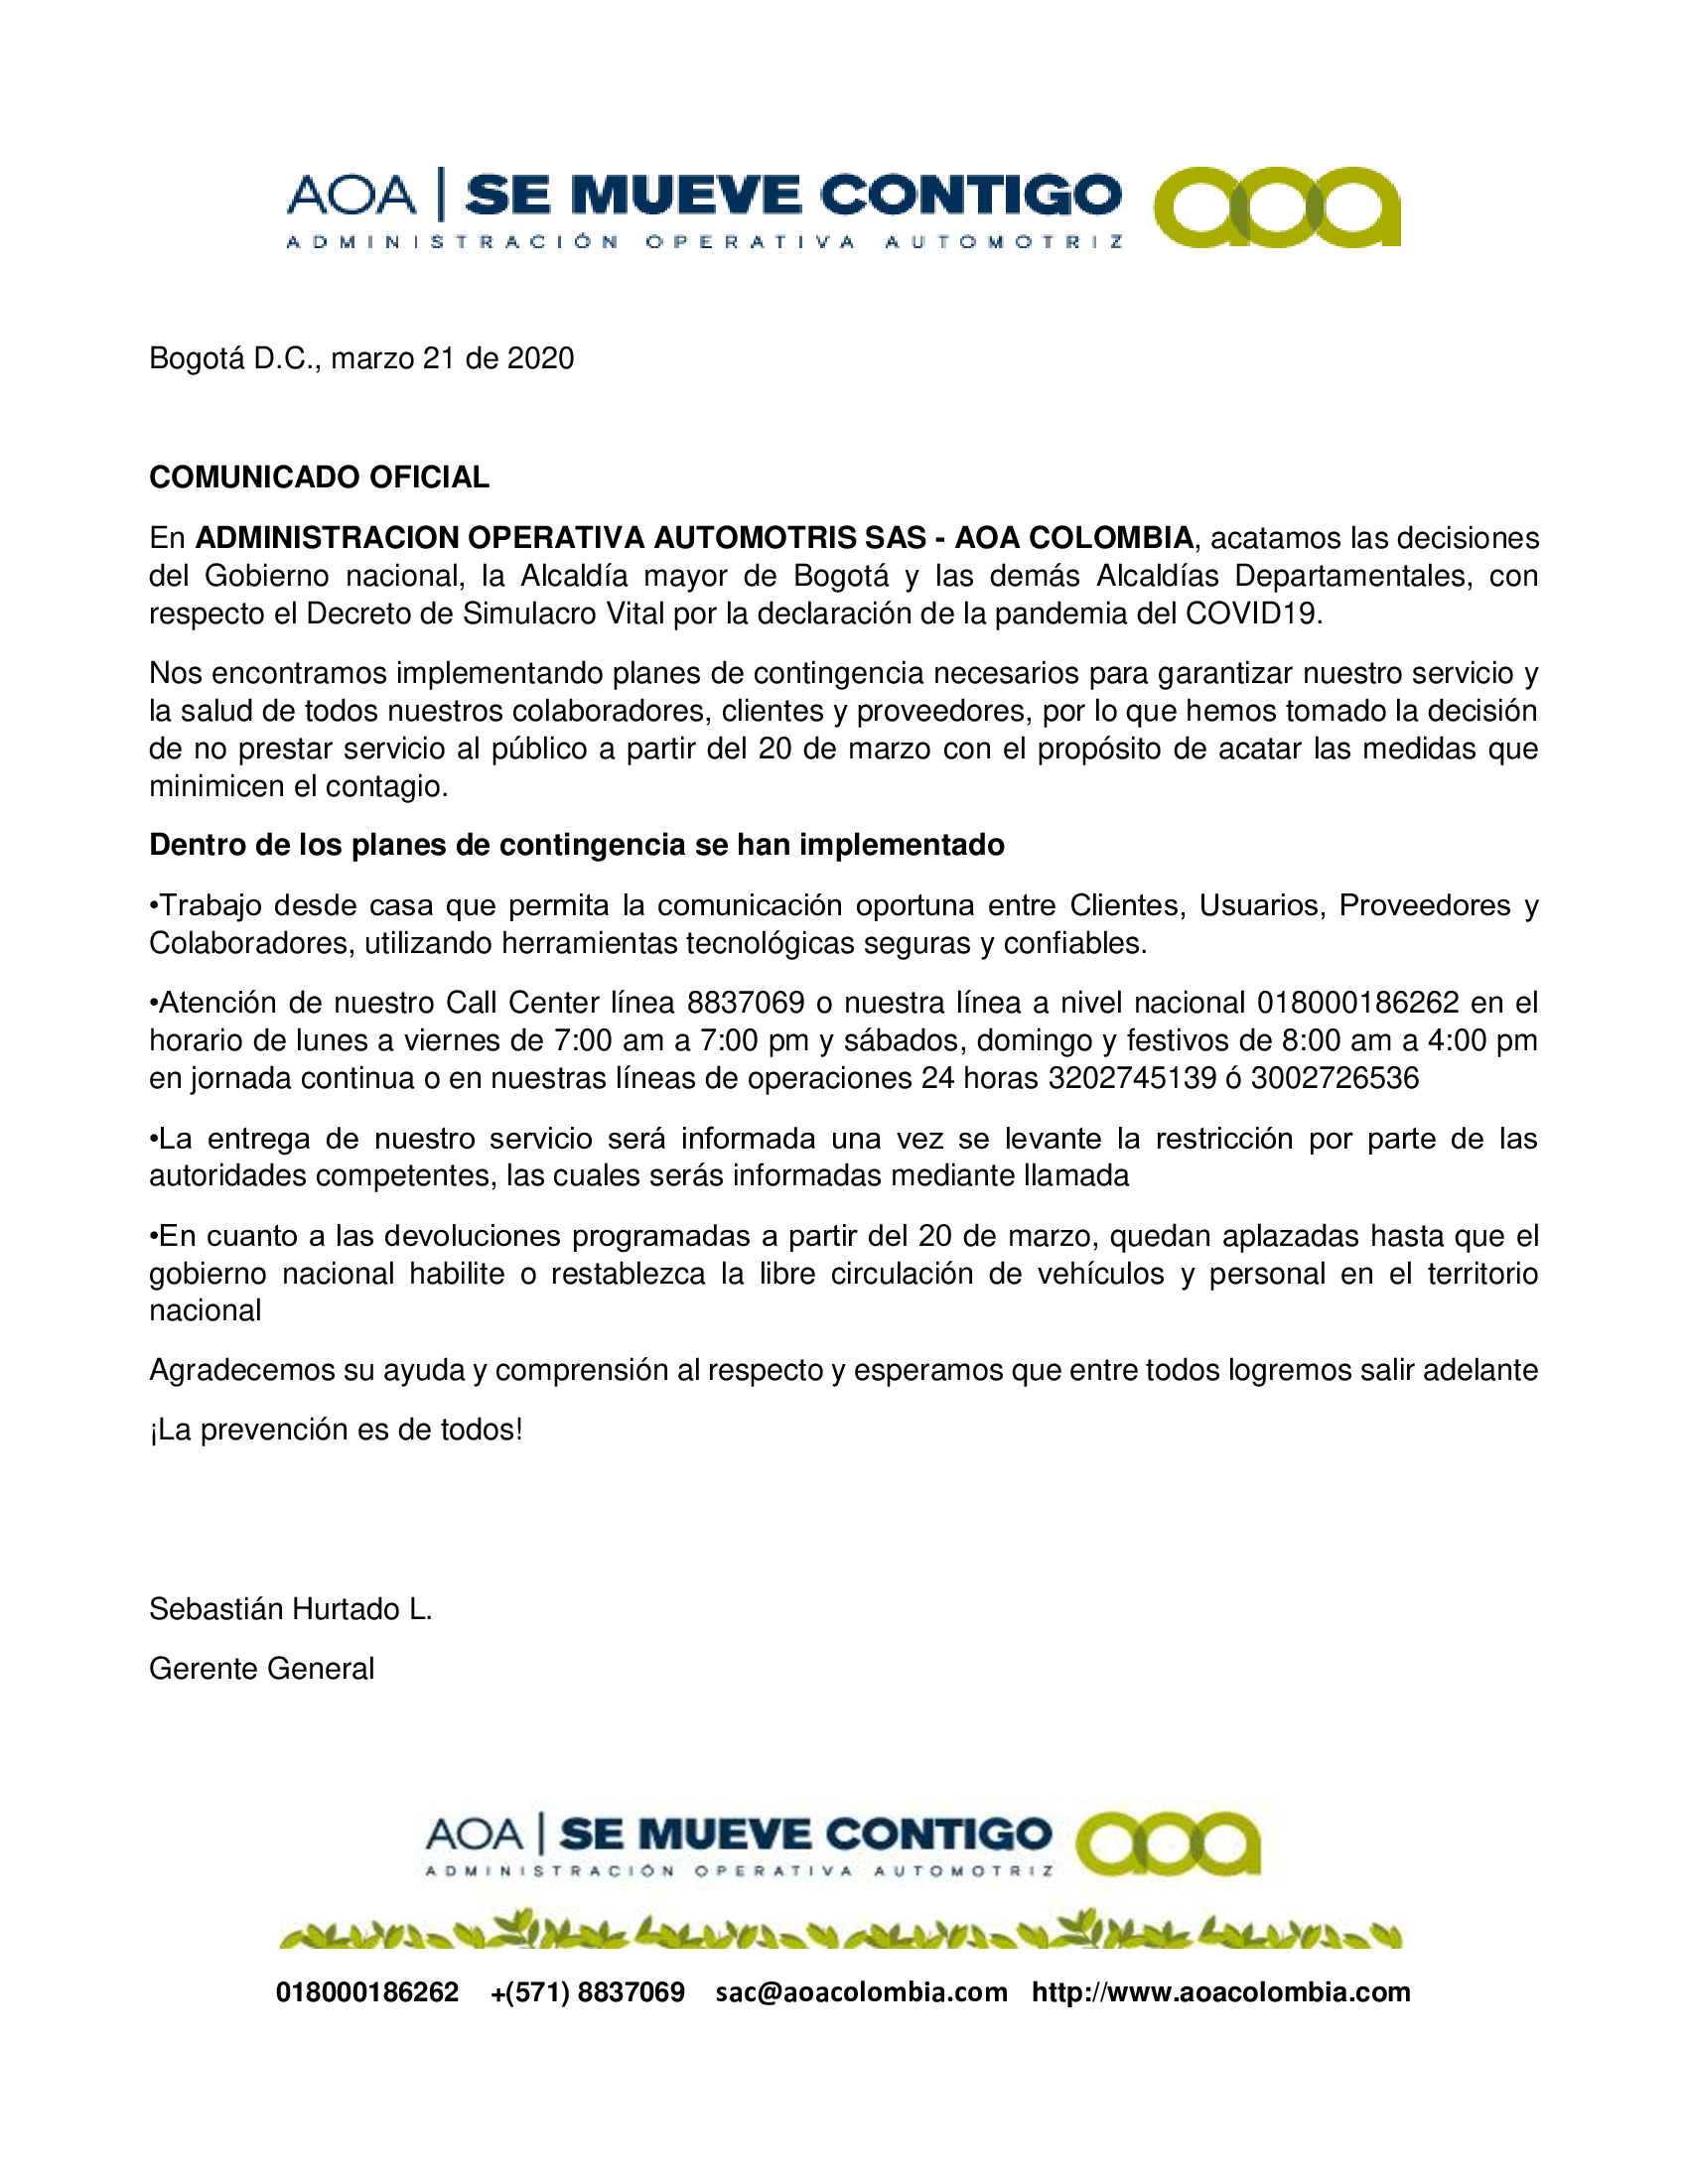 AOA | SE MUEVE CONTIGO aoa
ADMINISTRACIÓN OPERATIVA AUTOMOTRIZ
Bogotá D.C., marzo 21 de 2020
COMUNICADO OFICIAL
En ADMINISTRACION OPERATIVA AUTOMOTRIS SAS - AOA COLOMBIA, acatamos las decisiones
del Gobierno nacional, la Alcaldía mayor de Bogotá y las demás Alcaldías Departamentales, con
respecto el Decreto de Simulacro Vital por la declaración de la pandemia del COVID19.
Nos encontramos implementando planes de contingencia necesarios para garantizar nuestro servicio y
la salud de todos nuestros colaboradores, clientes y proveedores, por lo que hemos tomado la decisión
de no prestar servicio al público a partir del 20 de marzo con el propósito de acatar las medidas que
minimicen el contagio.
Dentro de los planes de contingencia se han implementado
•Trabajo desde casa que permita la comunicación oportuna entre Clientes, Usuarios, Proveedores y
Colaboradores, utilizando herramientas tecnológicas seguras y confiables.
•Atención de nuestro Call Center línea 8837069 o nuestra línea a nivel nacional 018000186262 en el
horario de lunes a viernes de 7:00 am a 7:00 pm y sábados, domingo y festivos de 8:00 am a 4:00 pm
en jornada continua o en nuestras líneas de operaciones 24 horas 3202745139 ó 3002726536
•La entrega de nuestro servicio será informada una vez se levante la restricción por parte de las
autoridades competentes, las cuales serás informadas mediante llamada
•En cuanto a las devoluciones programadas a partir del 20 de marzo, quedan aplazadas hasta que el
gobierno nacional habilite o restablezca la libre circulación de vehículos y personal en el territorio
nacional
Agradecemos su ayuda y comprensión al respecto y esperamos que entre todos logremos salir adelante
¡La prevención es de todos!
Sebastián Hurtado L.
Gerente General
AOA | SE MUEVE CONTIGO aoa
ADMINISTRACIÓN OPERATIVA AUTOMOTRIZ
018000186262 +(571) 8837069 sac@aoacolombia.com http://www.aoacolombia.com